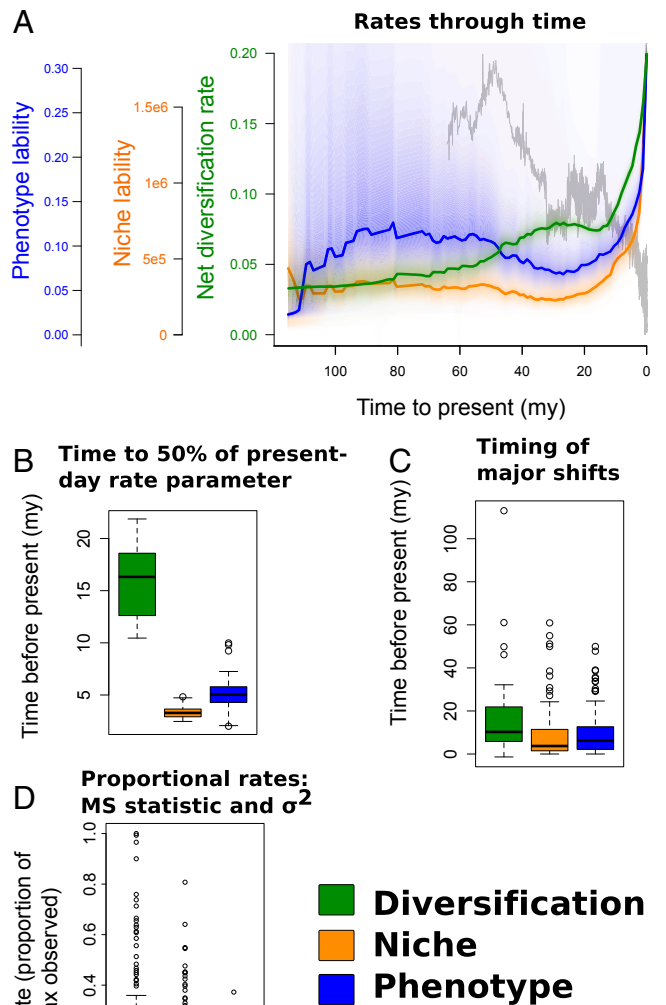 A
Rates through time
Phenotype lability
0.30
0.25
0.20
0.15
0.10
0.05
0.00
Niche lability
1.5e6
1e6
5e5
0
Net diversification rate
0.20
0.15
0.10
0.05
0.00
100 80 60 40 20 0
Time to present (my)
B
Time to 50% of present-
day rate parameter
Time before present (my)
20
15
10
5
C
Timing of
major shifts
Time before present (my)
100
80
60
40
20
0
D
Proportional rates:
MS statistic and σ2
(proportion of
observed)
1.0
0.8
0.6
0.4
Diversification
Niche
Phenotype